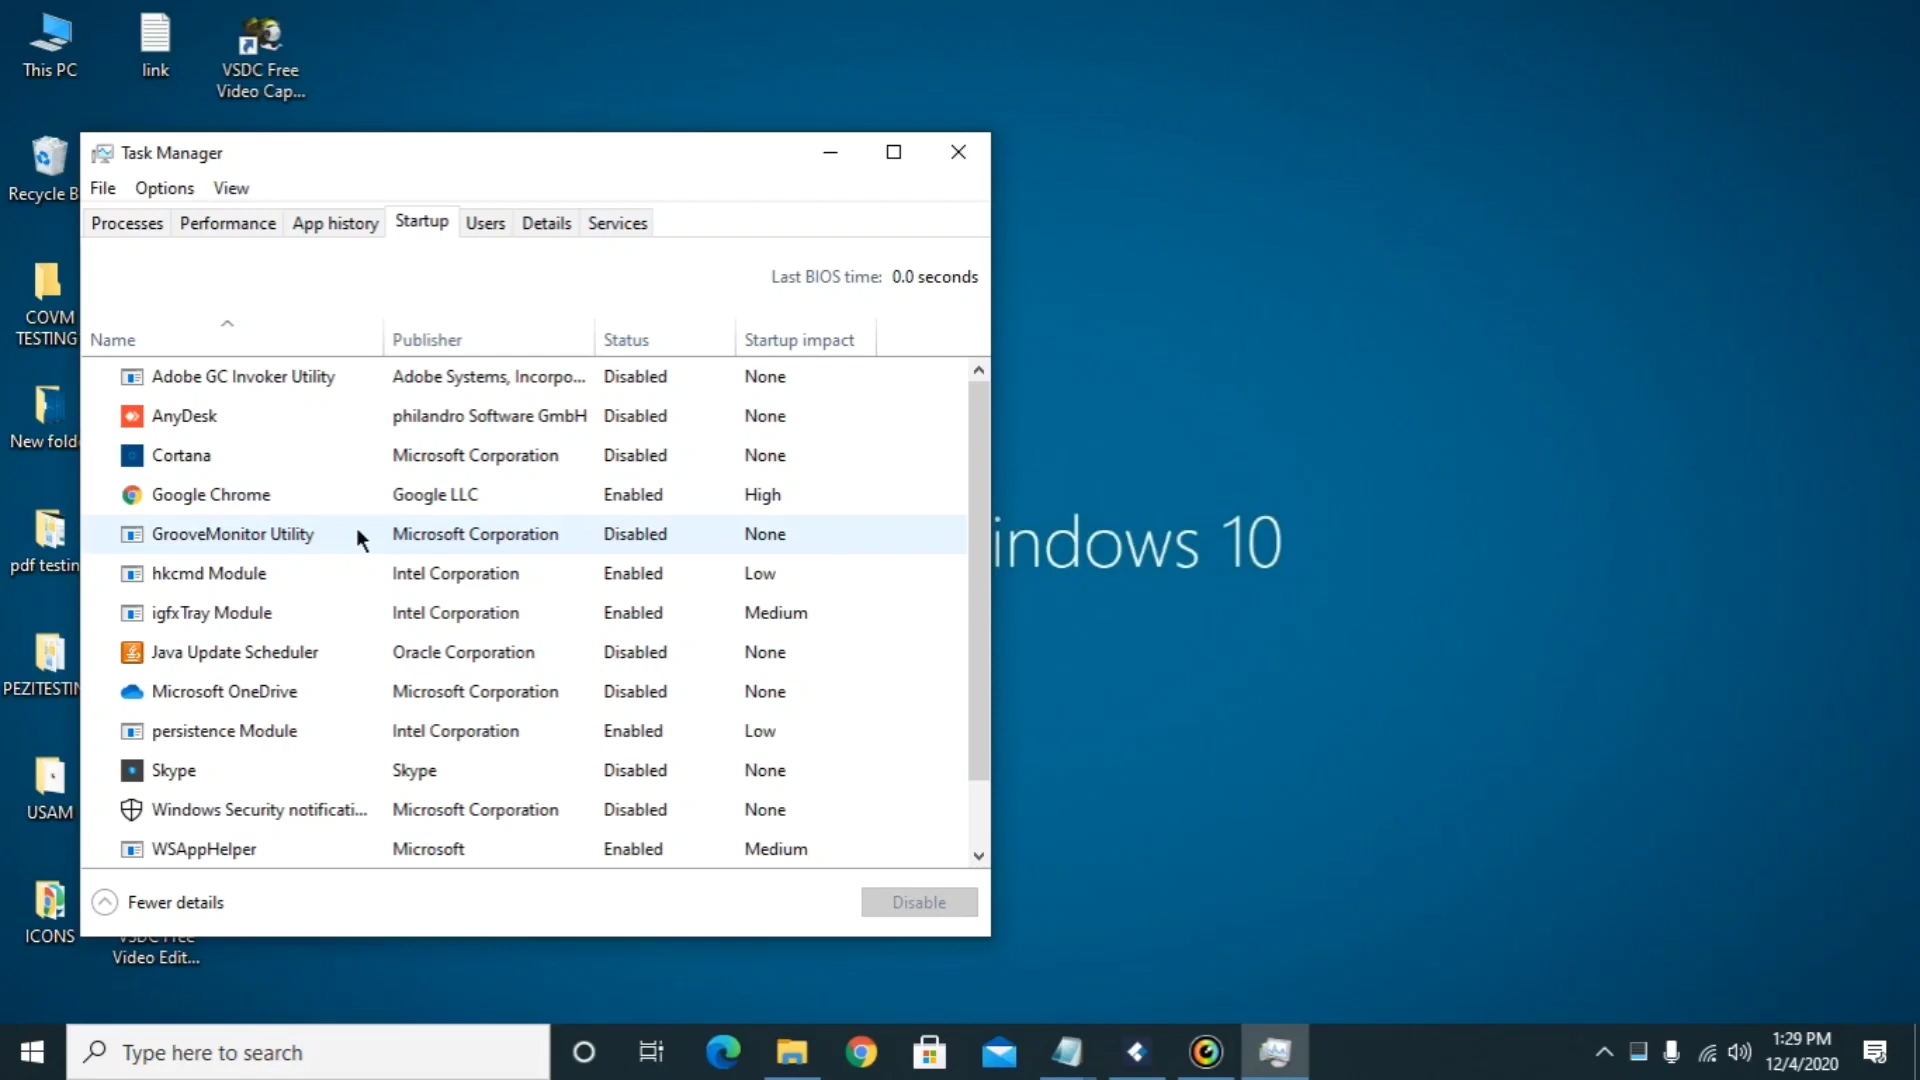 This PC
link
VSDC Free
Video Cap...
Recycle B
COVM
TESTING
New fold
pdf testin
PEZITESTIN
USAM
ICONS
Video Edit...
Task Manager
File Options View
Processes Performance App history Startup Users Details Services
Last BIOS time: 0.0 seconds
Name Publisher Status Startup impact
Adobe GC Invoker Utility Adobe Systems, Incorpo... Disabled None
AnyDesk philandro Software GmbH Disabled None
Cortana Microsoft Corporation Disabled None
Google Chrome Google LLC Enabled High
GrooveMonitor Utility Microsoft Corporation Disabled None
hkcmd Module Intel Corporation Enabled Low
igfxTray Module Intel Corporation Enabled Medium
Java Update Scheduler Oracle Corporation Disabled None
Microsoft OneDrive Microsoft Corporation Disabled None
persistence Module Intel Corporation Enabled Low
Skype Skype Disabled None
Windows Security notificati... Microsoft Corporation Disabled None
WSAppHelper Microsoft Enabled Medium
Fewer details Disable
indows 10
Type here to search
1:29 PM
12/4/2020